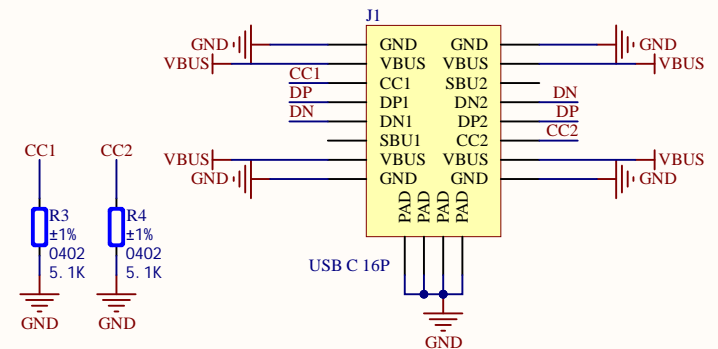 J1
GND GND GND GND
VBUS VBUS VBUS VBUS
CC1 CC1 SBU2
DP DP1 DN2 DN
DN DN1 DP2 DP
SBU1 CC2 CC2
VBUS VBUS VBUS VBUS
GND GND GND GND
PAD PAD PAD PAD
USB C 16P
GND
CC1 CC2
R3 R4
±1% ±1%
0402 0402
5.1K 5.1K
GND GND